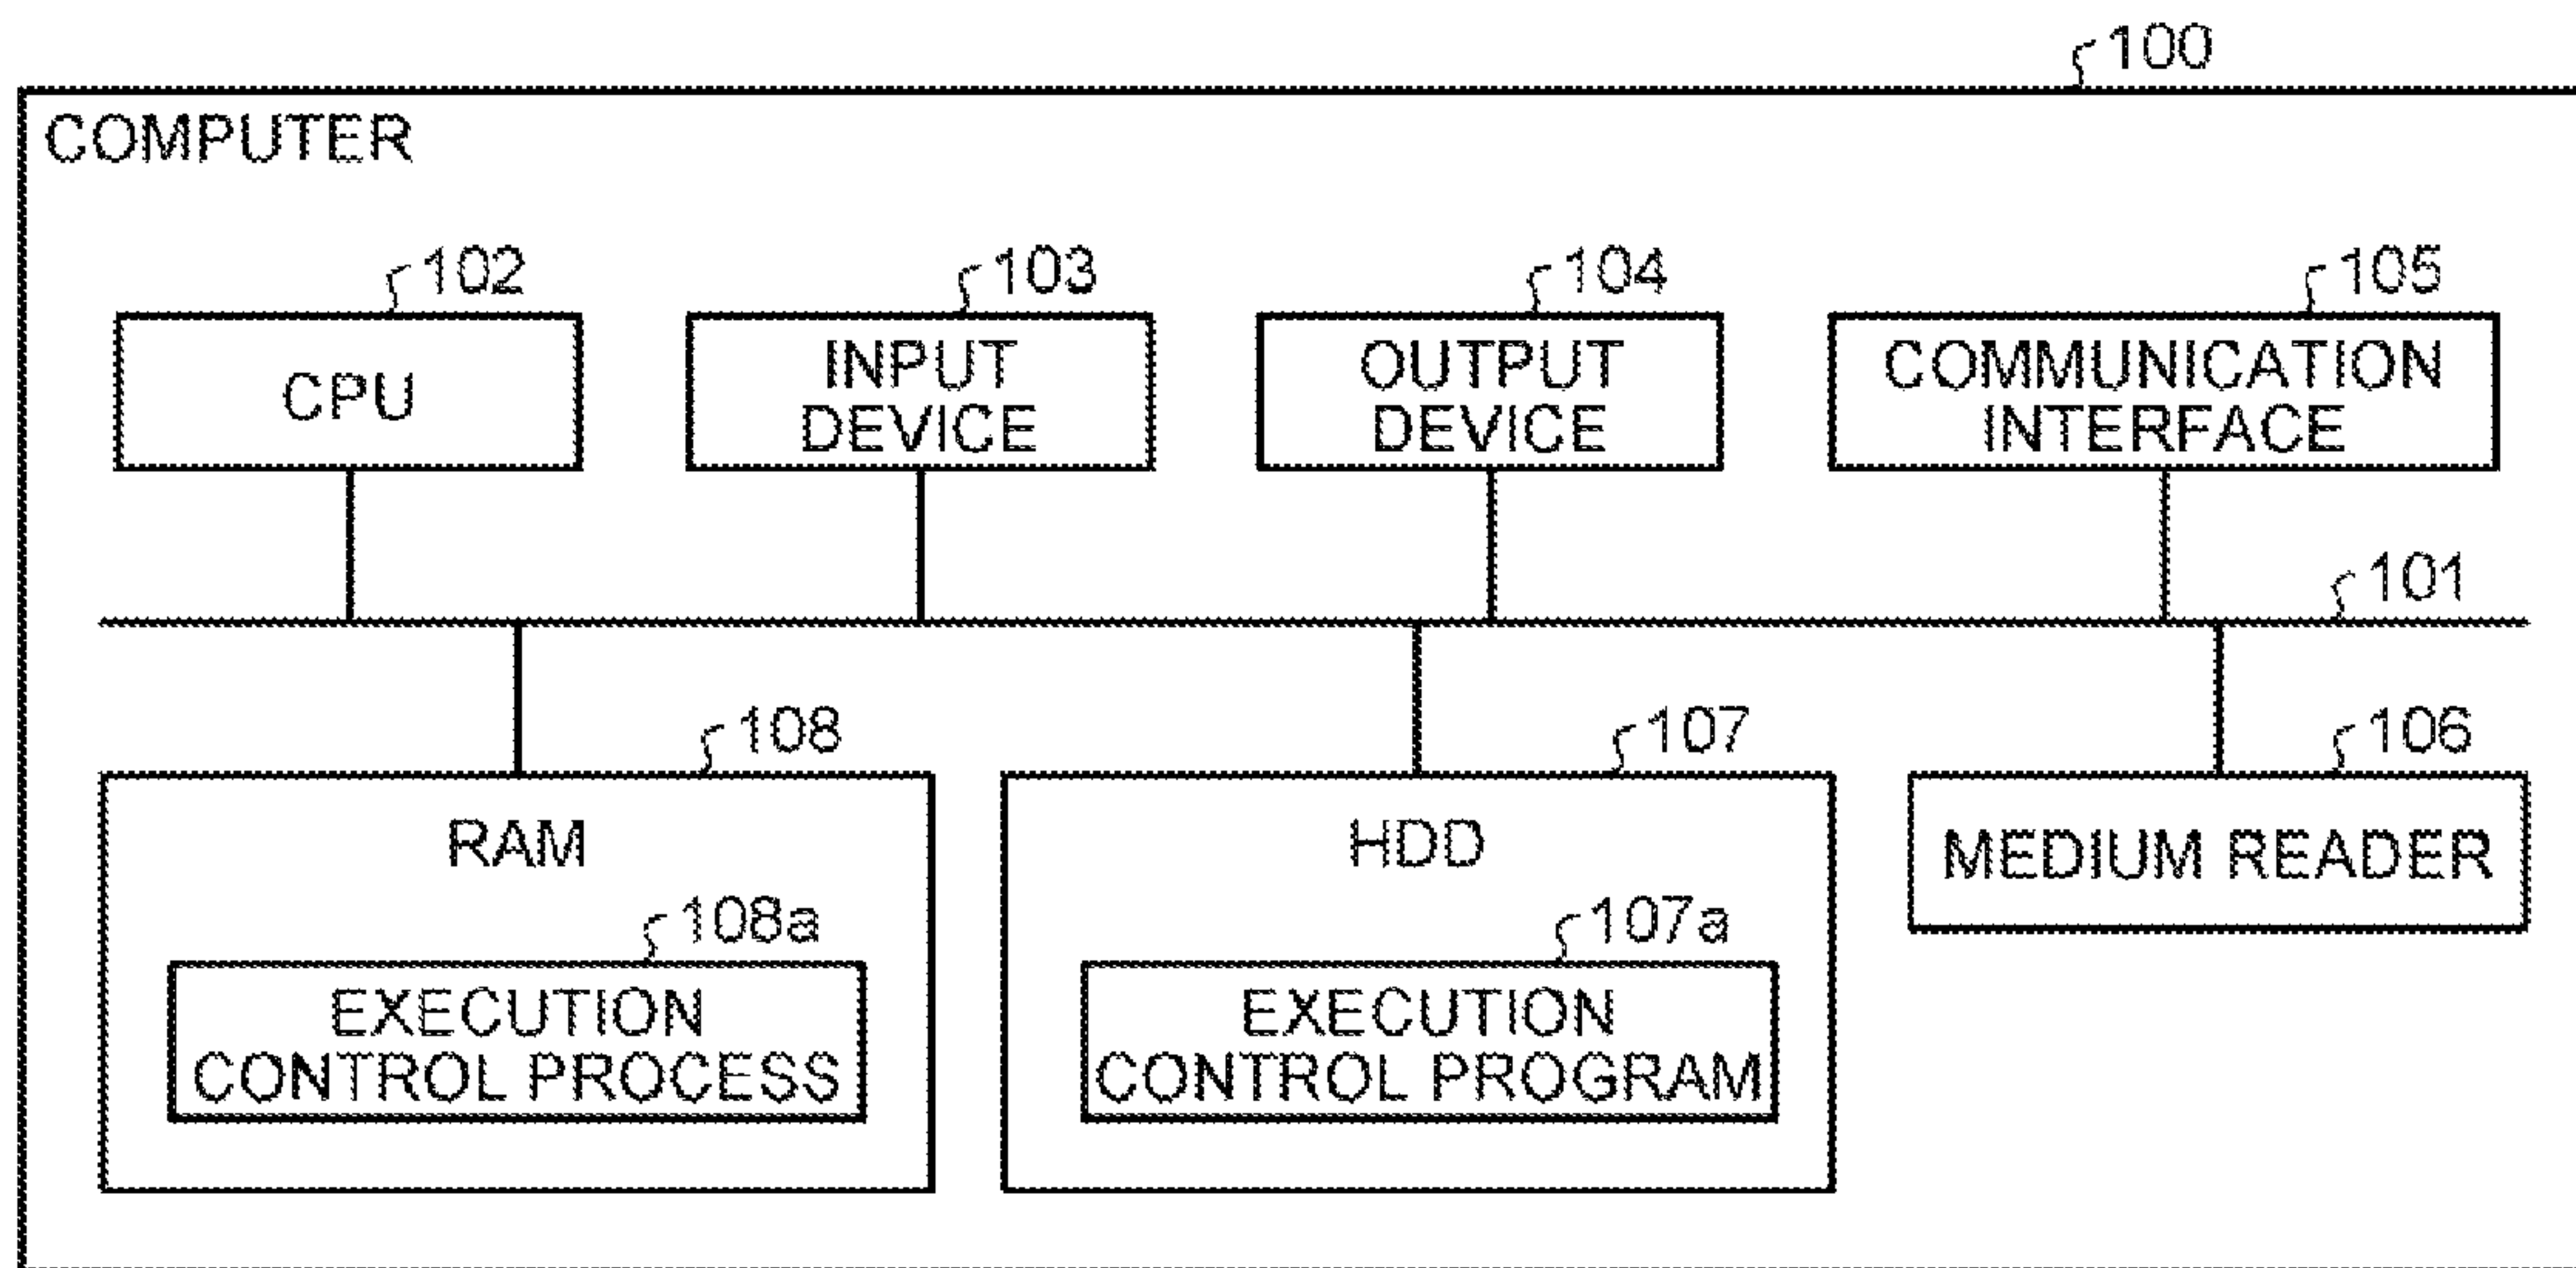 100
COMPUTER
102
103
104
105
CPU
INPUT
DEVICE
OUTPUT
DEVICE
COMMUNICATION
INTERFACE
101
108
107
106
RAM
HDD
MEDIUM READER
108a
107a
EXECUTION
CONTROL PROCESS
EXECUTION
CONTROL PROGRAM